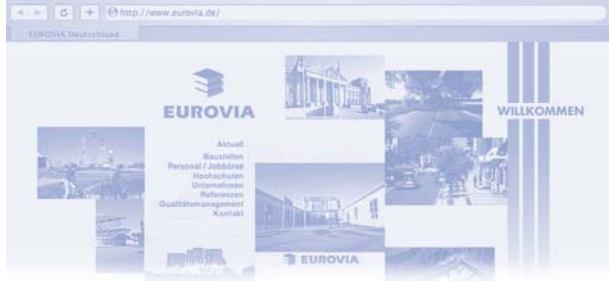 http://www.eurovia.de/
EUROVIA Deutschland
EUROVIA
WILLKOMMEN
Aktuell
Baustellen
Personal / Jobbörse
Hochschulen
Unternehmen
Referenzen
Qualitätsmanagement
Kontakt
EUROVIA